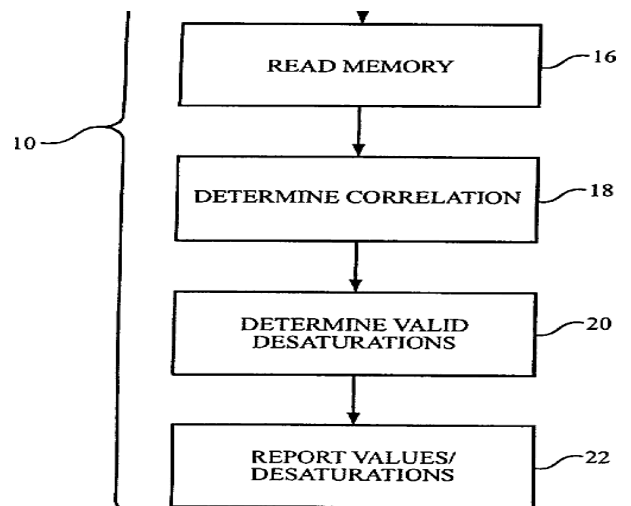 READ MEMORY
16
10
DETERMINE CORRELATION
18
DETERMINE VALID
DESATURATIONS
20
REPORT VALUES/
DESATURATIONS
22